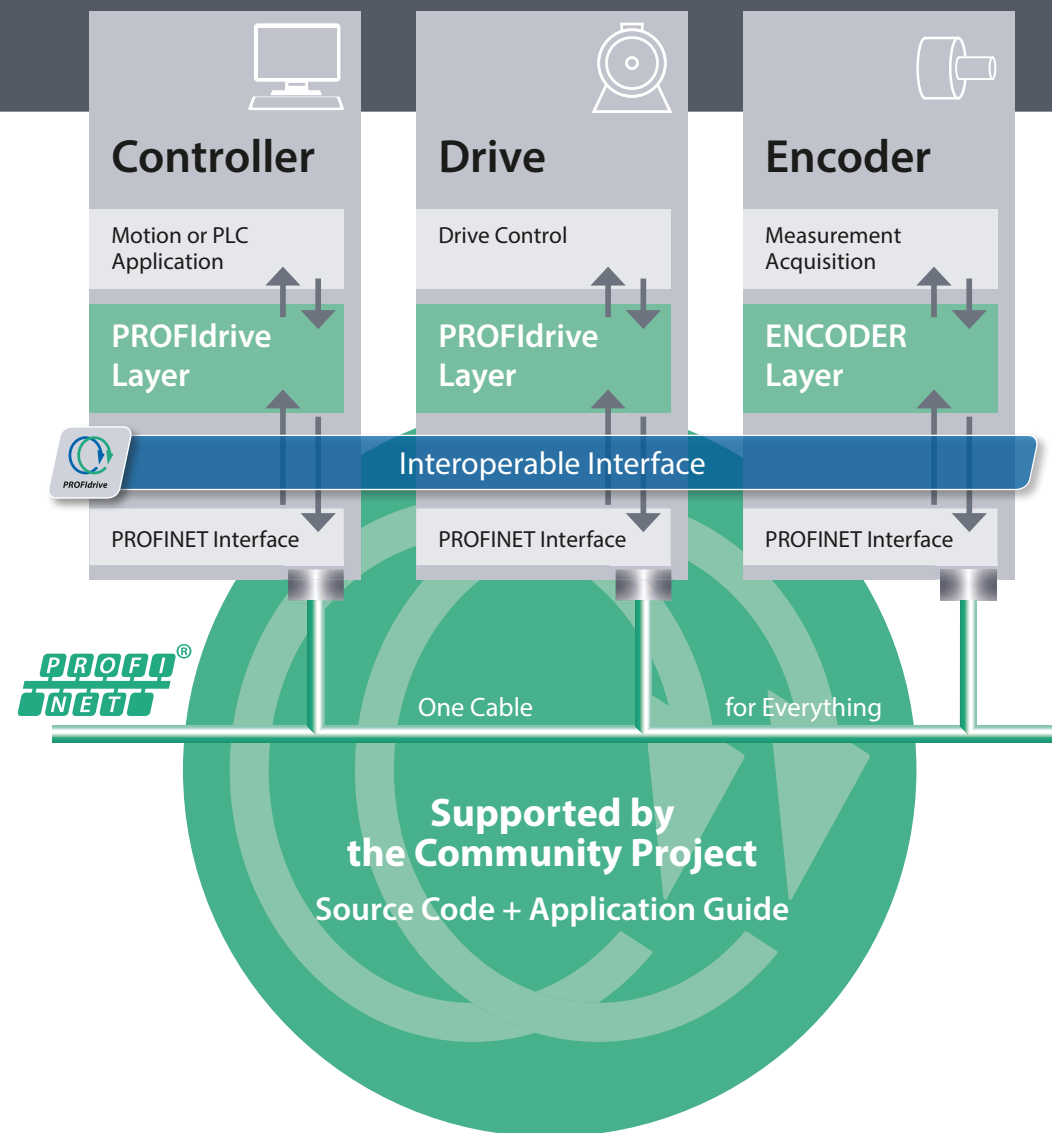 Controller
Motion or PLC
Application
PROFIdrive
Layer
Drive
Drive Control
PROFIdrive
Layer
Encoder
Measurement
Acquisition
ENCODER
Layer
PROFIdrive
Interoperable Interface
PROFINET Interface
PROFINET Interface
PROFINET Interface
PROFI®
NET
One Cable
for Everything
Supported by
the Community Project
Source Code + Application Guide